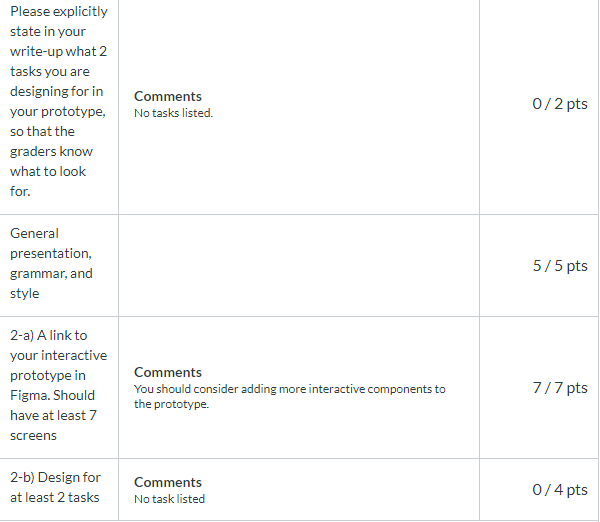 Please explicitly
state in your
write-up what 2
tasks you are
designing for in
your prototype,
so that the
graders know
what to look
for.
Comments
No tasks listed.
0 / 2 pts
General
presentation,
grammar, and
style
5 / 5 pts
2-a) A link to
your interactive
prototype in
Figma. Should
have at least 7
screens
Comments
You should consider adding more interactive components to
the prototype.
7 / 7 pts
2-b) Design for
at least 2 tasks
Comments
No task listed
0 / 4 pts